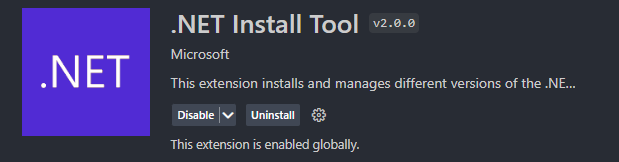 .NET
.NET Install Tool v2.0.0
Microsoft
This extension installs and manages different versions of the .NE...
Disable Uninstall
This extension is enabled globally.